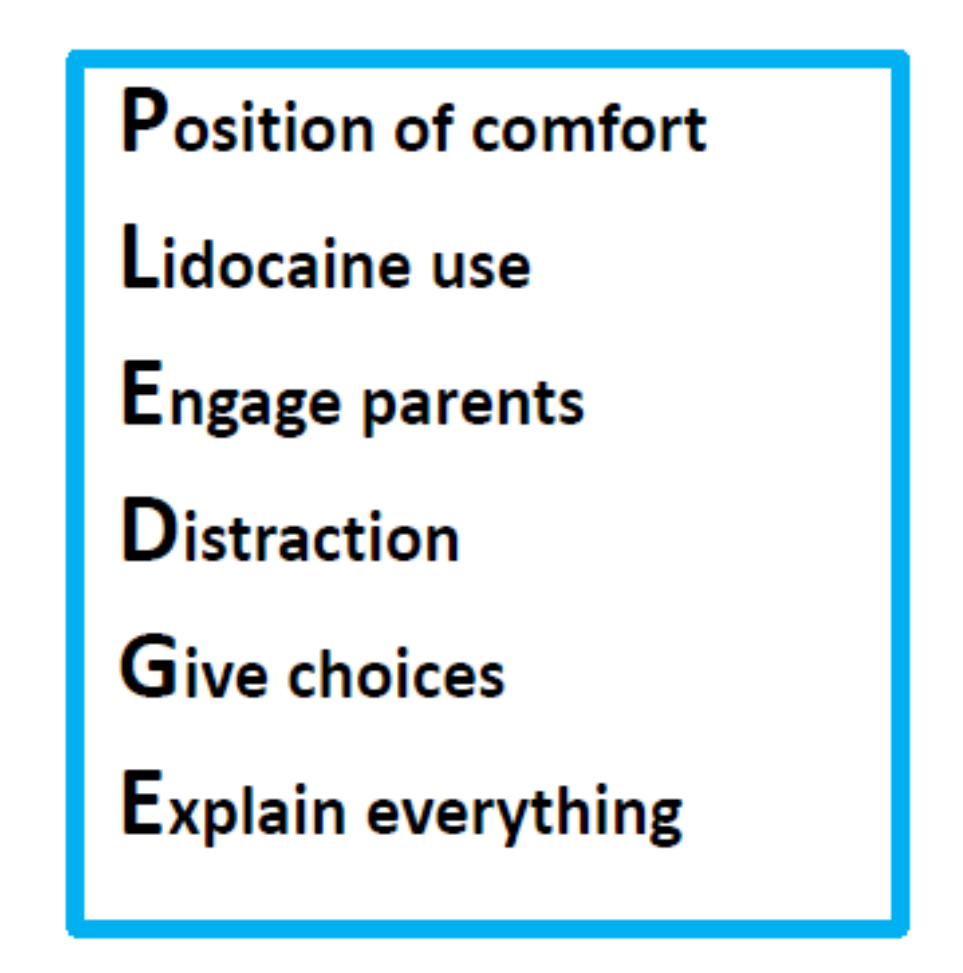 Position of comfort
Lidocaine use
Engage parents
Distraction
Give choices
Explain everything